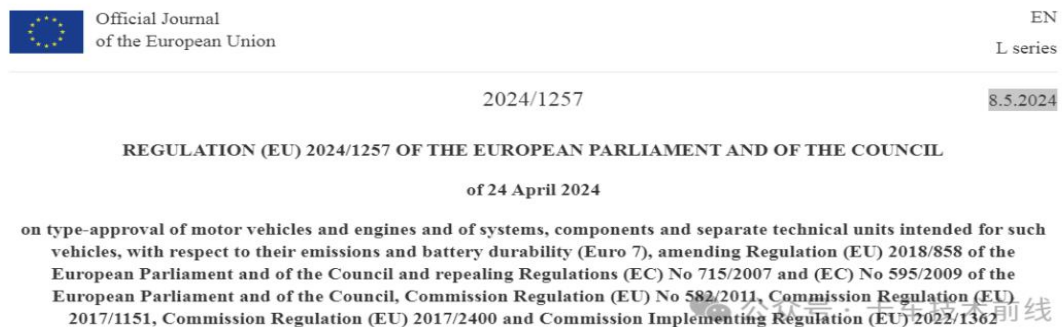 Official Journal
of the European Union
EN
L series
2024/1257
8.5.2024
REGULATION (EU) 2024/1257 OF THE EUROPEAN PARLIAMENT AND OF THE COUNCIL
of 24 April 2024
on type-approval of motor vehicles and engines and of systems, components and separate technical units intended for such
vehicles, with respect to their emissions and battery durability (Euro 7), amending Regulation (EU) 2018/858 of the
European Parliament and of the Council and repealing Regulations (EC) No 715/2007 and (EC) No 595/2009 of the
European Parliament and of the Council, Commission Regulation (EU) No 582/2011, Commission Regulation (EU)
2017/1151, Commission Regulation (EU) 2017/2400 and Commission Implementing Regulation (EU) 2022/1362
公众号：卡车技术前线